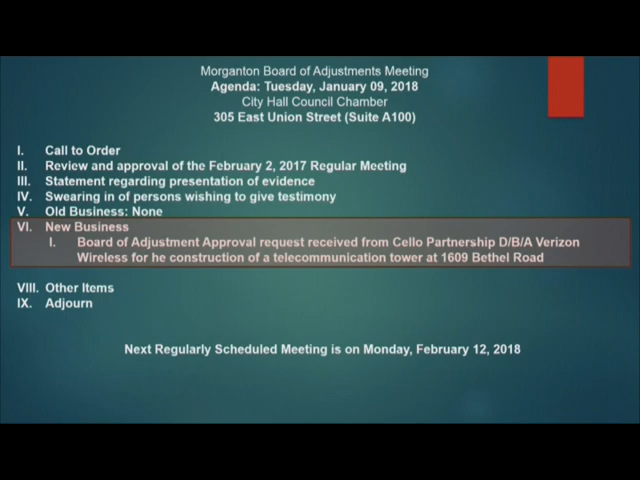 Morganton Board of Adjustments Meeting
Agenda: Tuesday, January 09, 2018
City Hall Council Chamber
305 East Union Street (Suite A100)
I. Call to Order
II. Review and approval of the February 2, 2017 Regular Meeting
III. Statement regarding presentation of evidence
IV. Swearing in of persons wishing to give testimony
V. Old Business: None
VI. New Business
I. Board of Adjustment Approval request received from Cello Partnership D/B/A Verizon
Wireless for he construction of a telecommunication tower at 1609 Bethel Road
VIII. Other Items
IX. Adjourn
Next Regularly Scheduled Meeting is on Monday, February 12, 2018